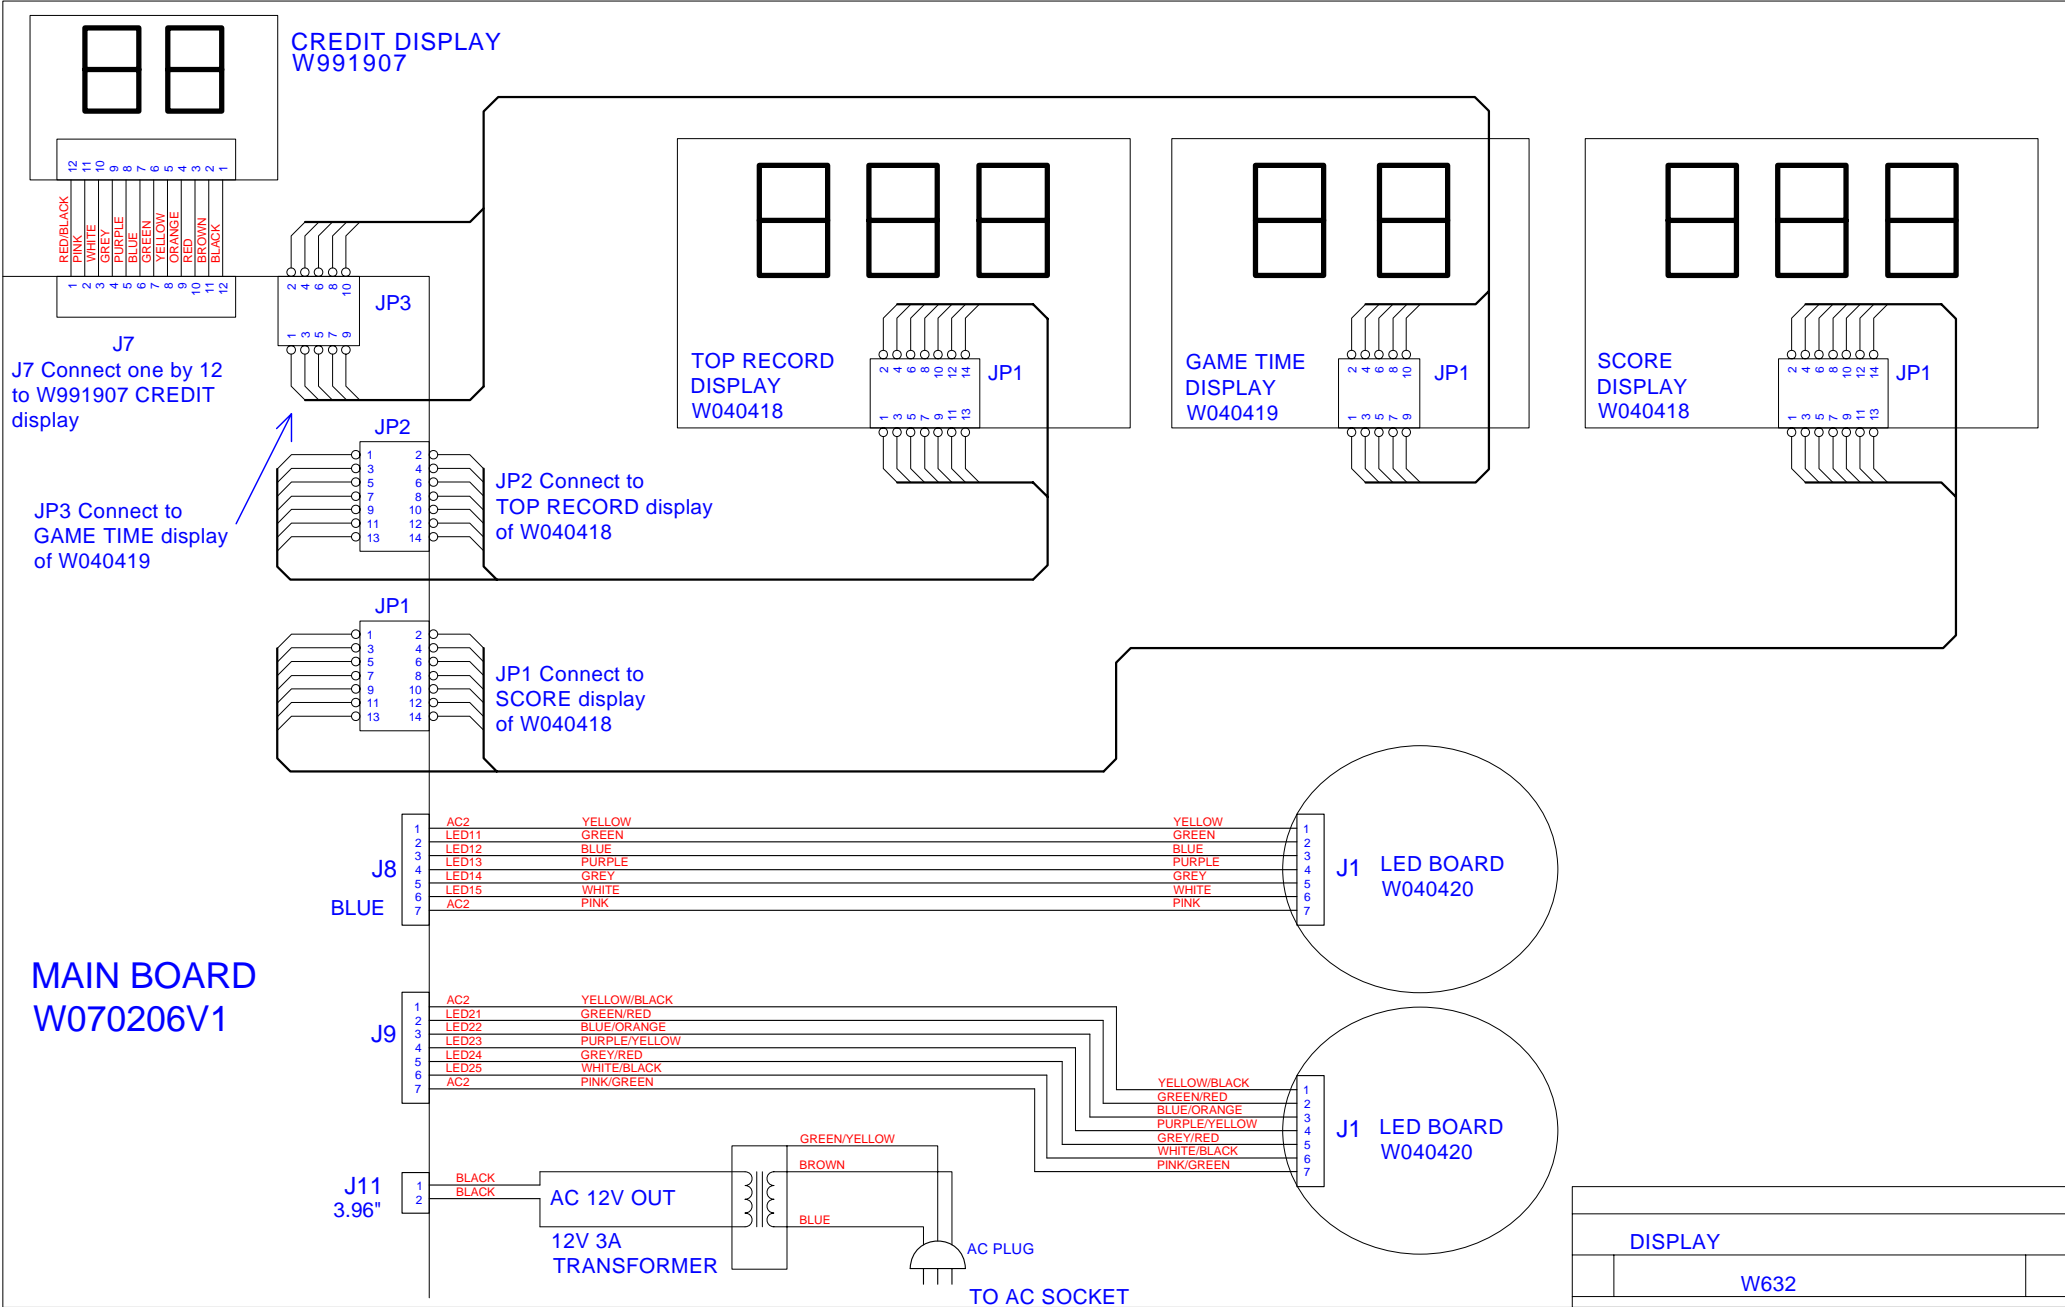 CREDIT DISPLAY
W991907
12 11 10 9 8 7 6 5 4 3 2 1
RED/BLACK
PINK
WHITE
GREY
PURPLE
BLUE
GREEN
YELLOW
ORANGE
RED
BROWN
BLACK
1 2 3 4 5 6 7 8 9 10 11 12
J7
J7 Connect one by 12
to W991907 CREDIT
display
2 4 6 8 10
JP3
1 3 5 7 9
JP3 Connect to
GAME TIME display
of W040419
TOP RECORD
DISPLAY
W040418
2 4 6 8 10 12 14
JP1
1 3 5 7 9 11 13
GAME TIME
DISPLAY
W040419
2 4 6 8 10
JP1
1 3 5 7 9
SCORE
DISPLAY
W040418
2 4 6 8 10 12 14
JP1
1 3 5 7 9 11 13
JP2
1 2
3 4
5 6
7 8
9 10
11 12
13 14
JP2 Connect to
TOP RECORD display
of W040418
JP1
1 2
3 4
5 6
7 8
9 10
11 12
13 14
JP1 Connect to
SCORE display
of W040418
J8
BLUE
1 AC2 YELLOW YELLOW 1
2 LED11 GREEN GREEN 2
3 LED12 BLUE BLUE 3
4 LED13 PURPLE PURPLE 4
5 LED14 GREY GREY 5
6 LED15 WHITE WHITE 6
7 AC2 PINK PINK 7
J1
LED BOARD
W040420
MAIN BOARD
W070206V1
J9
1 AC2 YELLOW/BLACK
2 LED21 GREEN/RED
3 LED22 BLUE/ORANGE
4 LED23 PURPLE/YELLOW
5 LED24 GREY/RED
6 LED25 WHITE/BLACK
7 AC2 PINK/GREEN
YELLOW/BLACK 1
GREEN/RED 2
BLUE/ORANGE 3
PURPLE/YELLOW 4
GREY/RED 5
WHITE/BLACK 6
PINK/GREEN 7
J1
LED BOARD
W040420
J11
3.96"
1 BLACK
2 BLACK
AC 12V OUT
12V 3A
TRANSFORMER
GREEN/YELLOW
BROWN
BLUE
AC PLUG
TO AC SOCKET
DISPLAY
W632